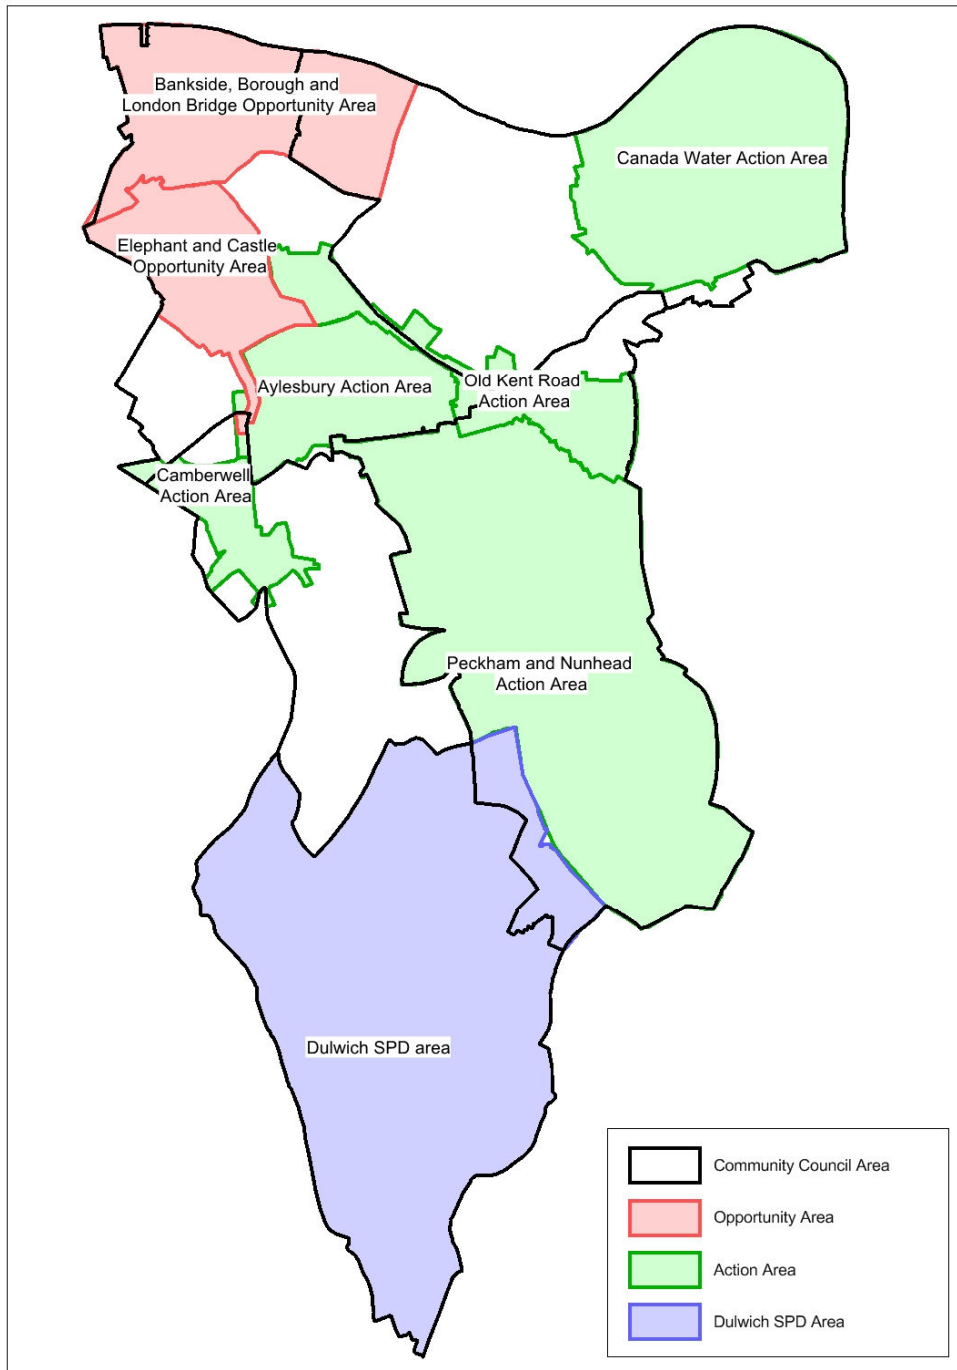 Bankside, Borough and
London Bridge Opportunity Area
Canada Water Action Area
Elephant and Castle
Opportunity Area
Aylesbury Action Area
Old Kent Road
Action Area
Camberwell
Action Area
Peckham and Nunhead
Action Area
Dulwich SPD area
Community Council Area
Opportunity Area
Action Area
Dulwich SPD Area